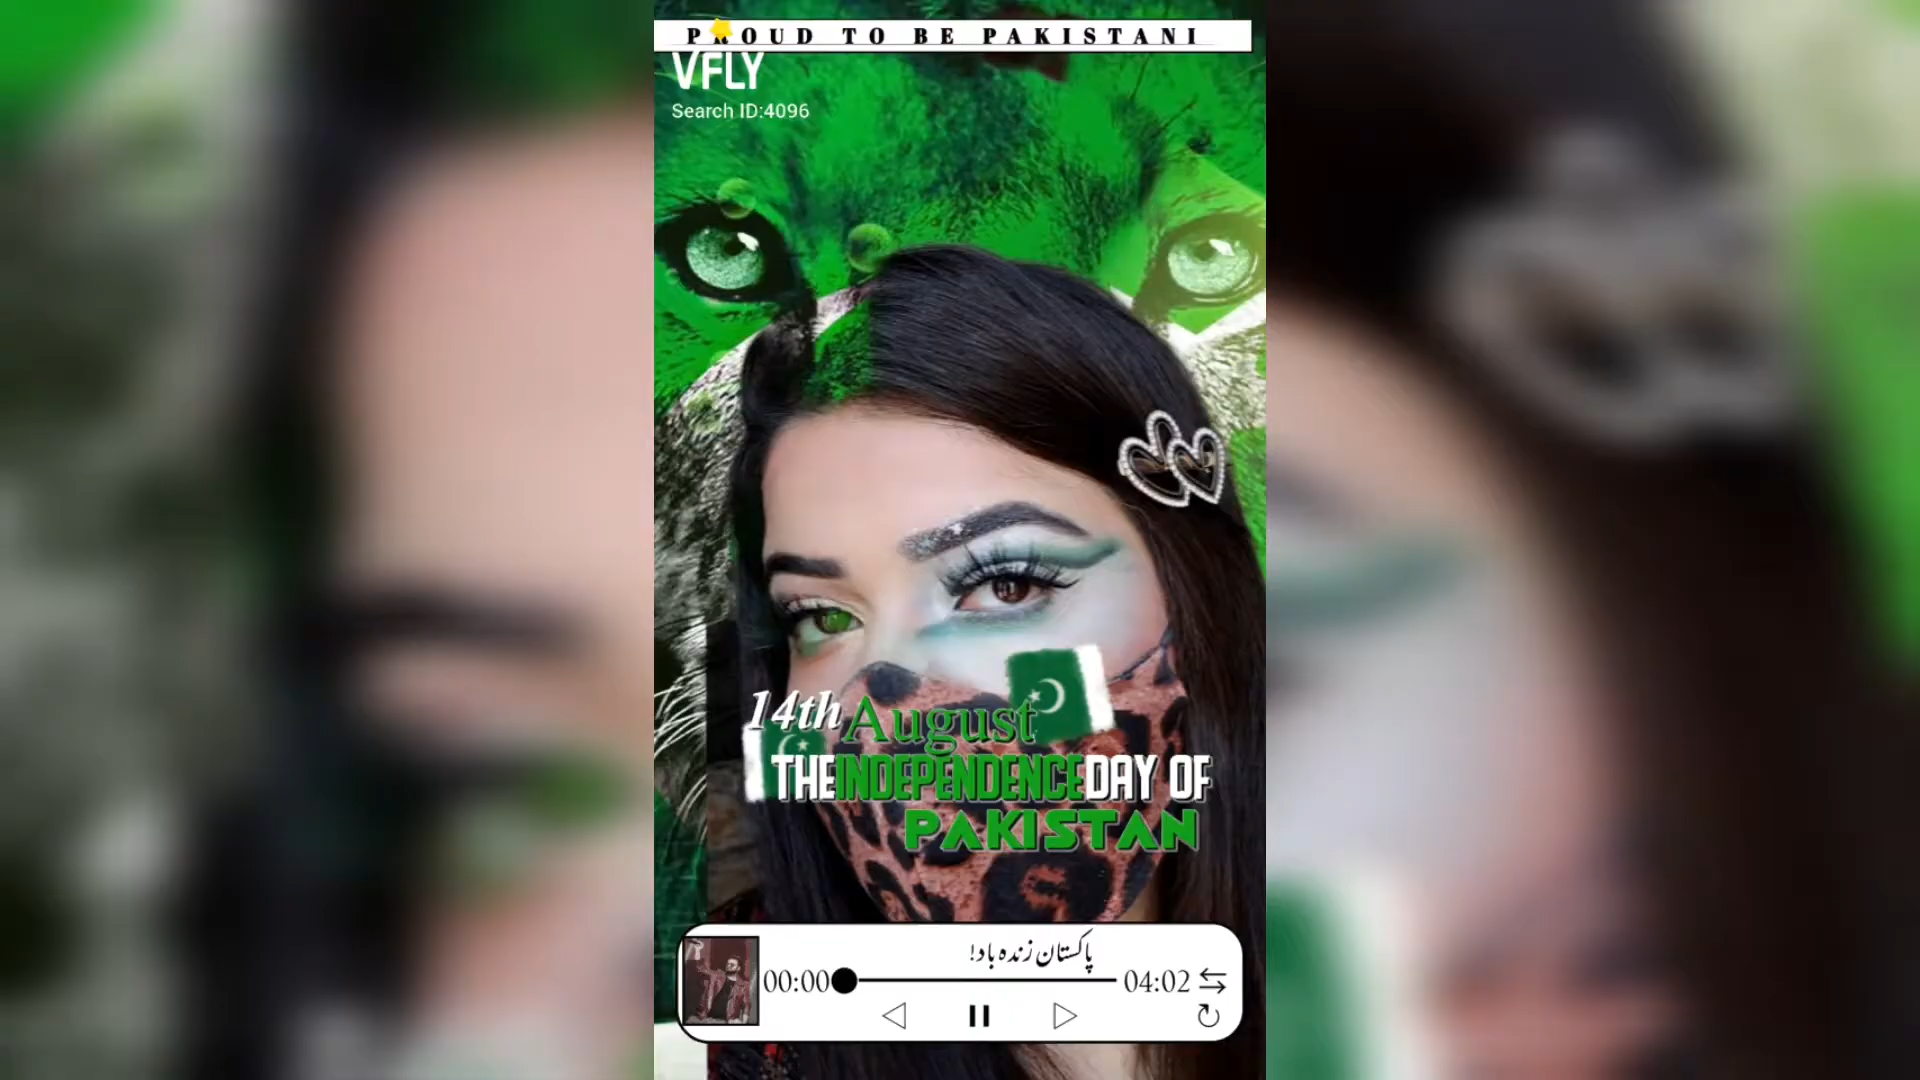 PROUD TO BE PAKISTANI
VFLY
Search ID:4096
14th August
THE INDEPENDENCE DAY OF
PAKISTAN
پاکستان زندہ باد!
00:00 04:02